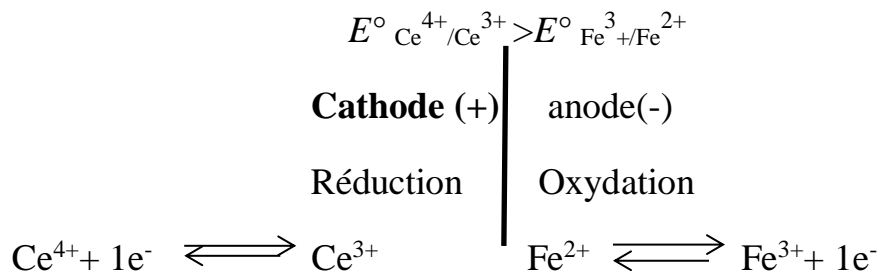 E° Ce⁴⁺/Ce³⁺ > E° Fe³+/Fe²⁺
Cathode (+) anode(-)
Réduction Oxydation
Ce⁴⁺+ 1e⁻ ⇌ Ce³⁺ Fe²⁺ ⇌ Fe³⁺+ 1e⁻